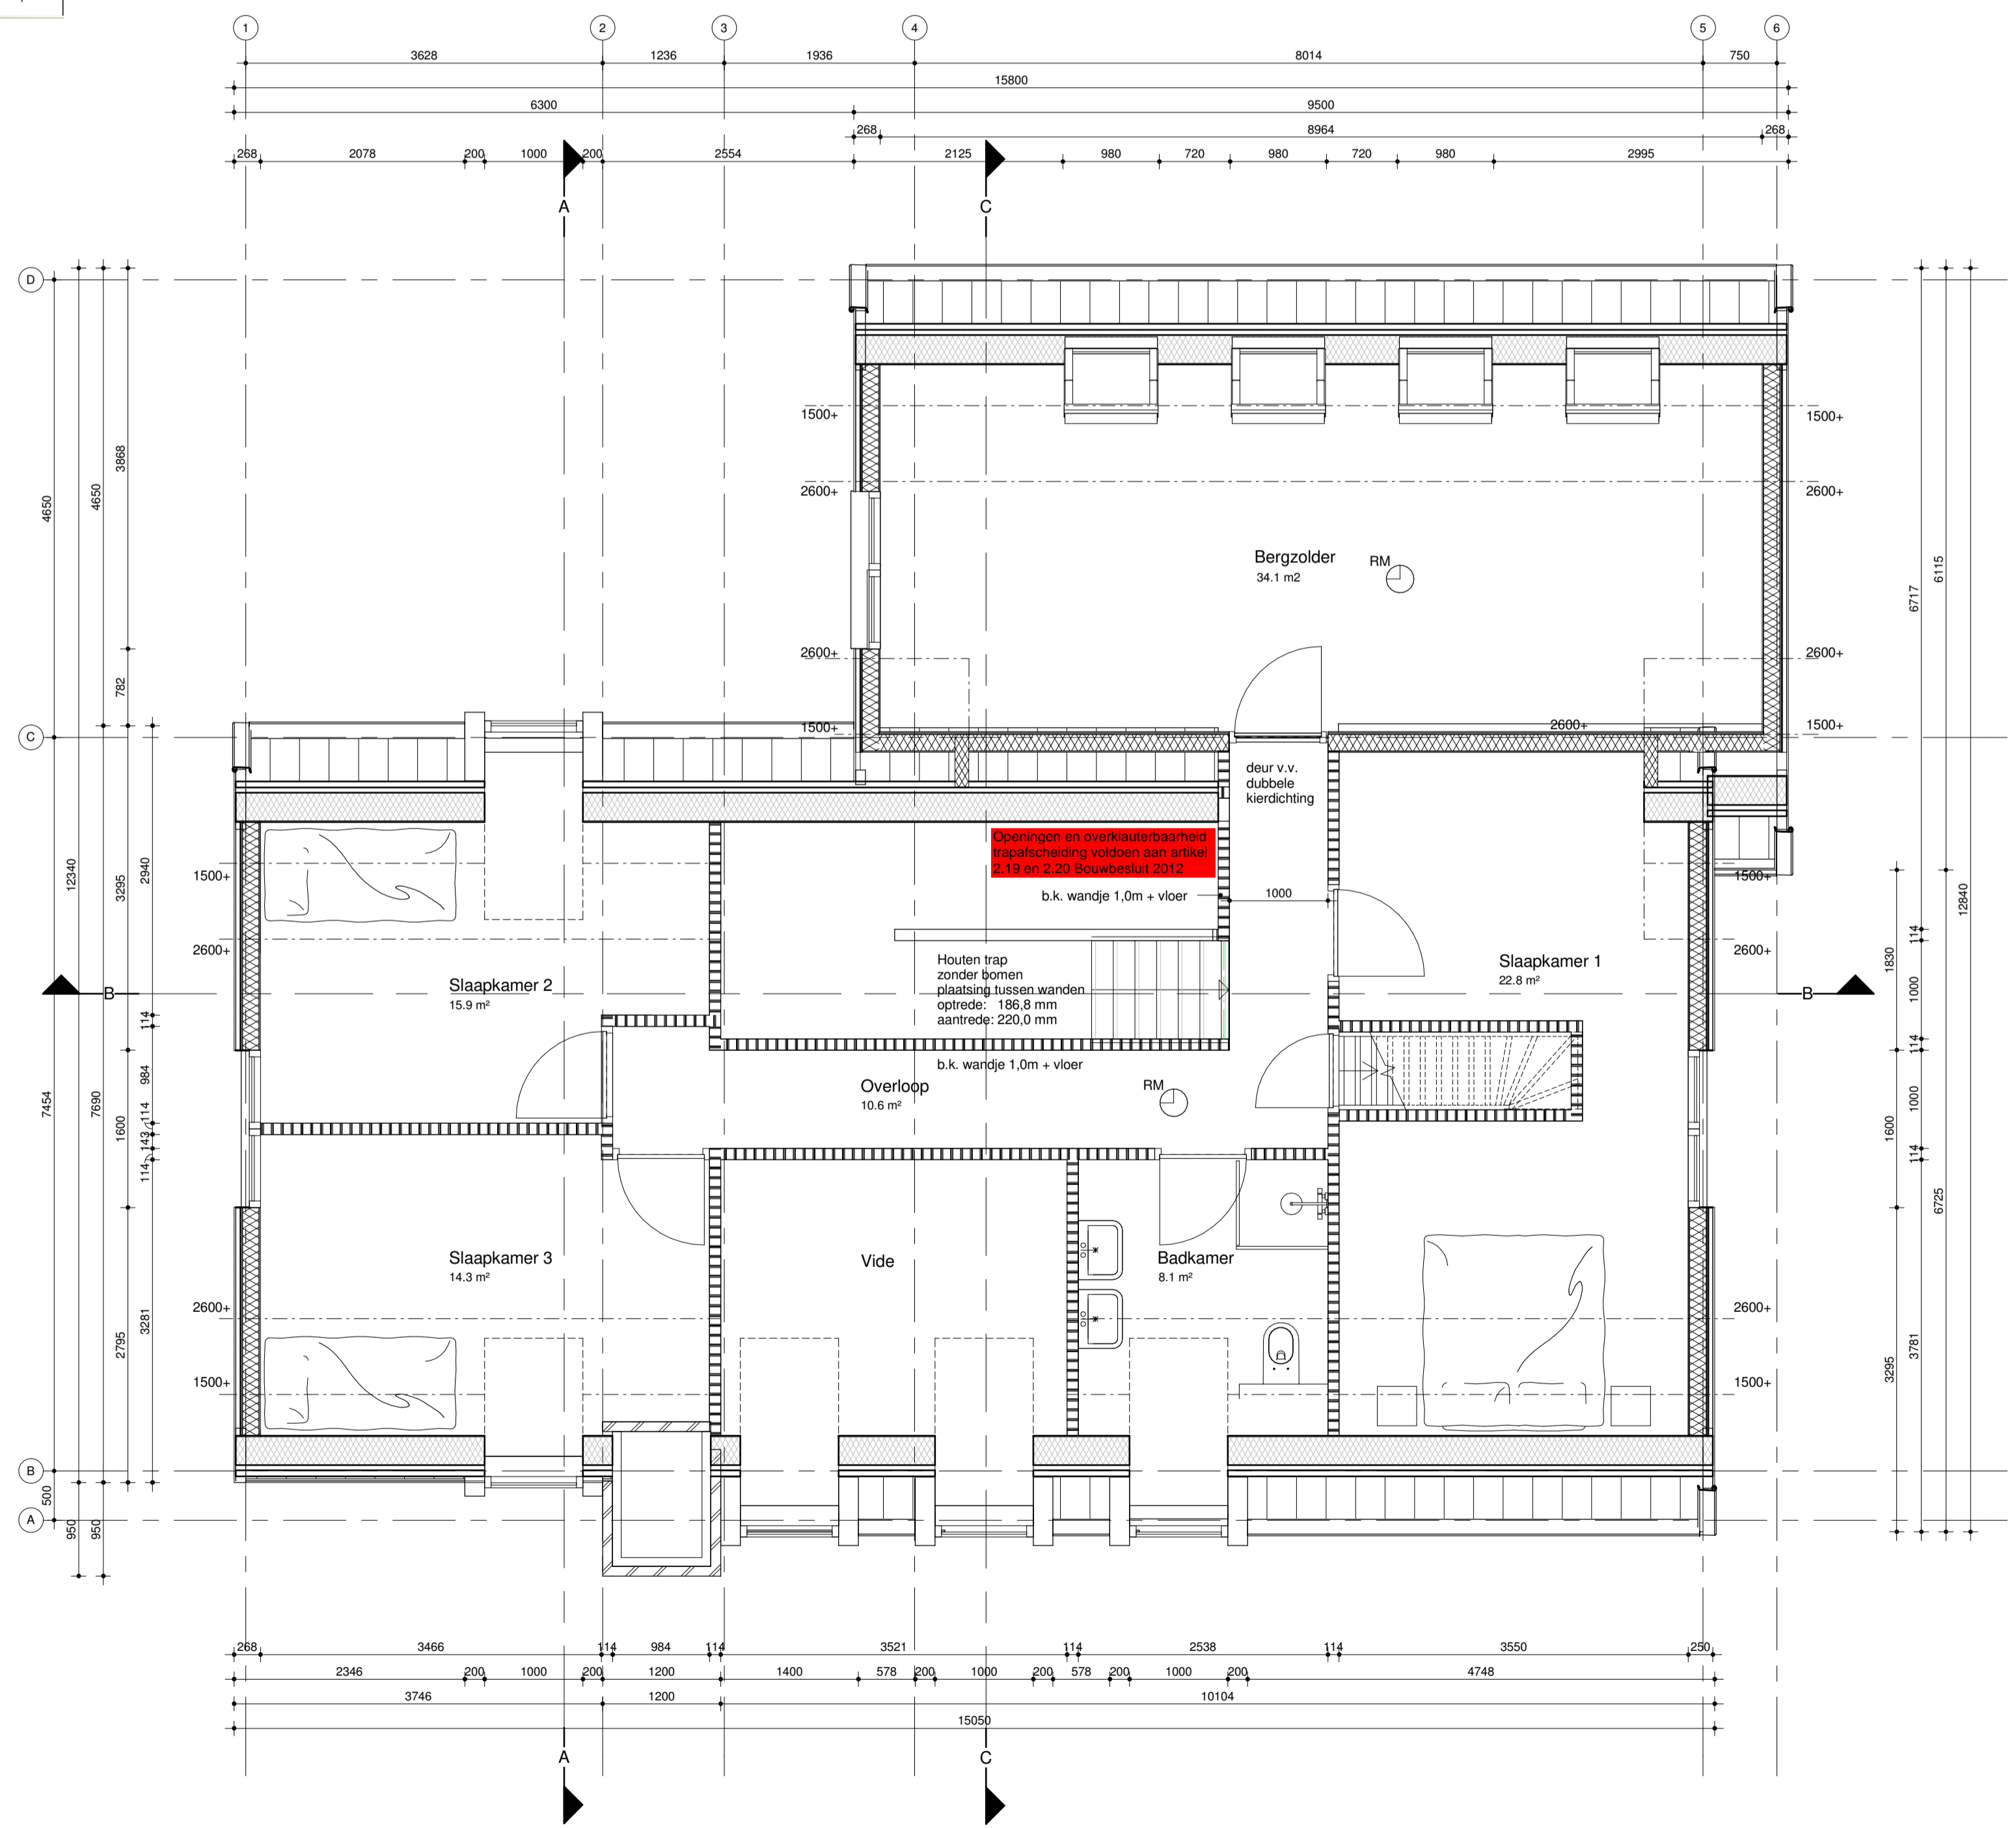 1 2 3 4 5 6
3628 1236 1936 8014 750
15800
6300 9500
268 8964 268
268 2078 200 1000 200 2554 2125 980 720 980 720 980 2995
A C
D
1500+ 1500+
2600+ 2600+
Bergzolder
34.1 m2
RM
2600+ 2600+
1500+ 2600+ 1500+
C
4650 4650 3868 782
12340 7454 7690 3295 1600 2795
2940 114 984 114 143 114 3281
500 950 950
6717 6115 12840
114 1830 1000 114 1000 1600 114
6725 3781 3295
deur v.v.
dubbele
kierdichting
Openingen en overklauterbaarheid
trapafscheiding voldoen aan artikel
2.19 en 2.20 Bouwbesluit 2012
b.k. wandje 1,0m + vloer
1000
1500+ 1500+
2600+ 2600+
Slaapkamer 2
15.9 m²
Houten trap
zonder bomen
plaatsing tussen wanden
optrede: 186,8 mm
aantrede: 220,0 mm
Slaapkamer 1
22.8 m²
B B
b.k. wandje 1,0m + vloer
Overloop
10.6 m²
RM
Slaapkamer 3
14.3 m²
Vide
Badkamer
8.1 m²
2600+ 2600+
1500+ 1500+
B
A
268 3466 114 984 114 3521 114 2538 114 3550 250
2346 200 1000 200 1200 1400 578 200 1000 200 578 200 1000 200 4748
3746 1200 10104
15050
A C